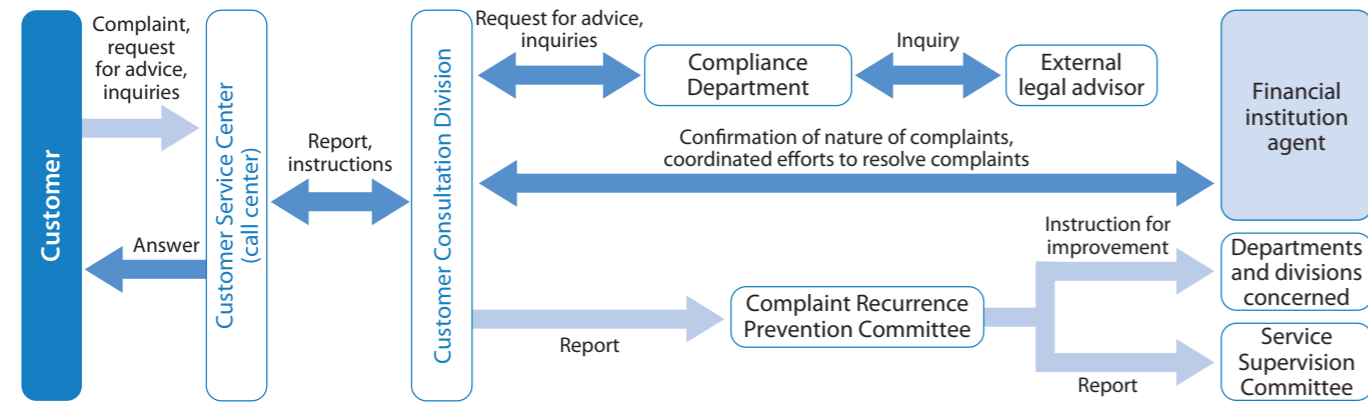 Customer
Complaint,
request
for advice,
inquiries
Answer
Customer Service Center
(call center)
Report,
instructions
Customer Consultation Division
Request for advice,
inquiries
Compliance
Department
Inquiry
External
legal advisor
Confirmation of nature of complaints,
coordinated efforts to resolve complaints
Financial
institution
agent
Report
Complaint Recurrence
Prevention Committee
Instruction for
improvement
Departments
and divisions
concerned
Report
Service
Supervision
Committee